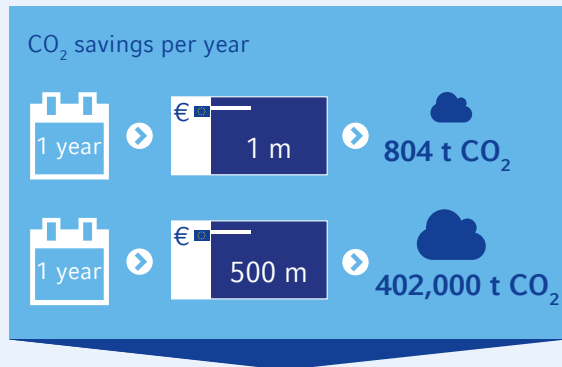 CO₂ savings per year
1 year
€
1 m
804 t CO₂
1 year
€
500 m
402,000 t CO₂